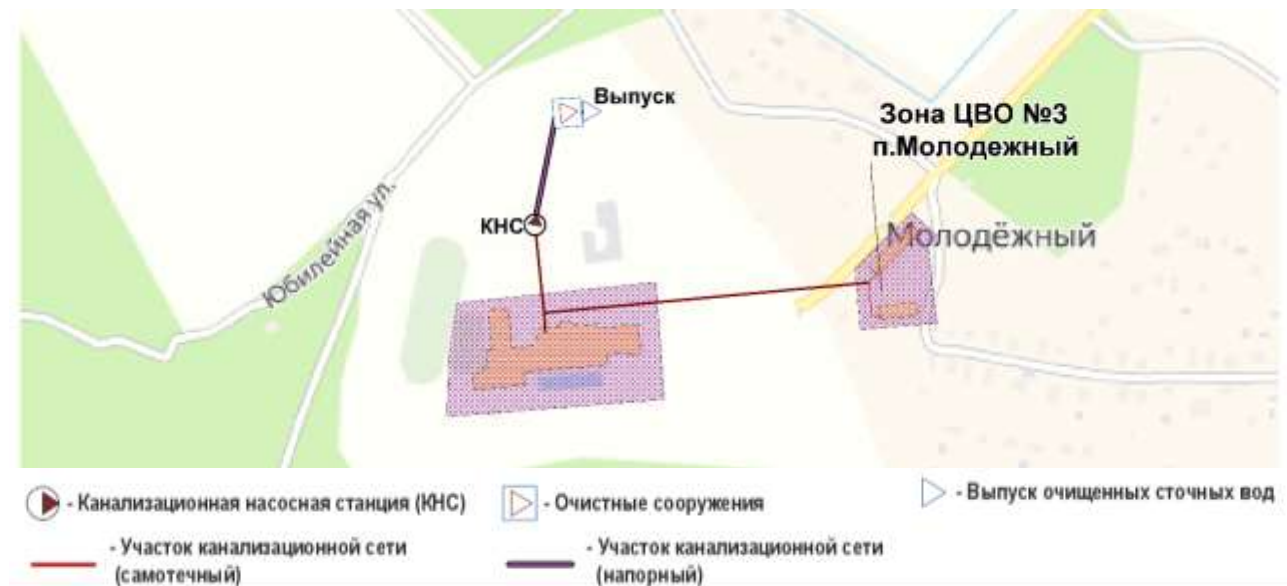 Выпуск
Зона ЦВО №3
п.Молодежный
Юбилейная ул.
КНС
Молодёжный
- Канализационная насосная станция (КНС)
- Очистные сооружения
- Выпуск очищенных сточных вод
- Участок канализационной сети
(самотечный)
- Участок канализационной сети
(напорный)